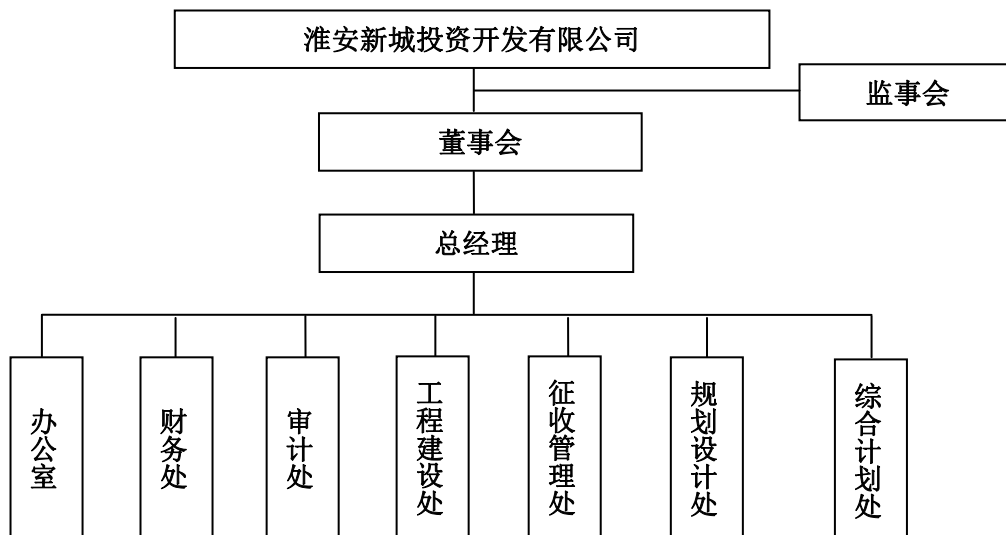 淮安新城投资开发有限公司
监事会
董事会
总经理
办公室
财务处
审计处
工程建设处
征收管理处
规划设计处
综合计划处